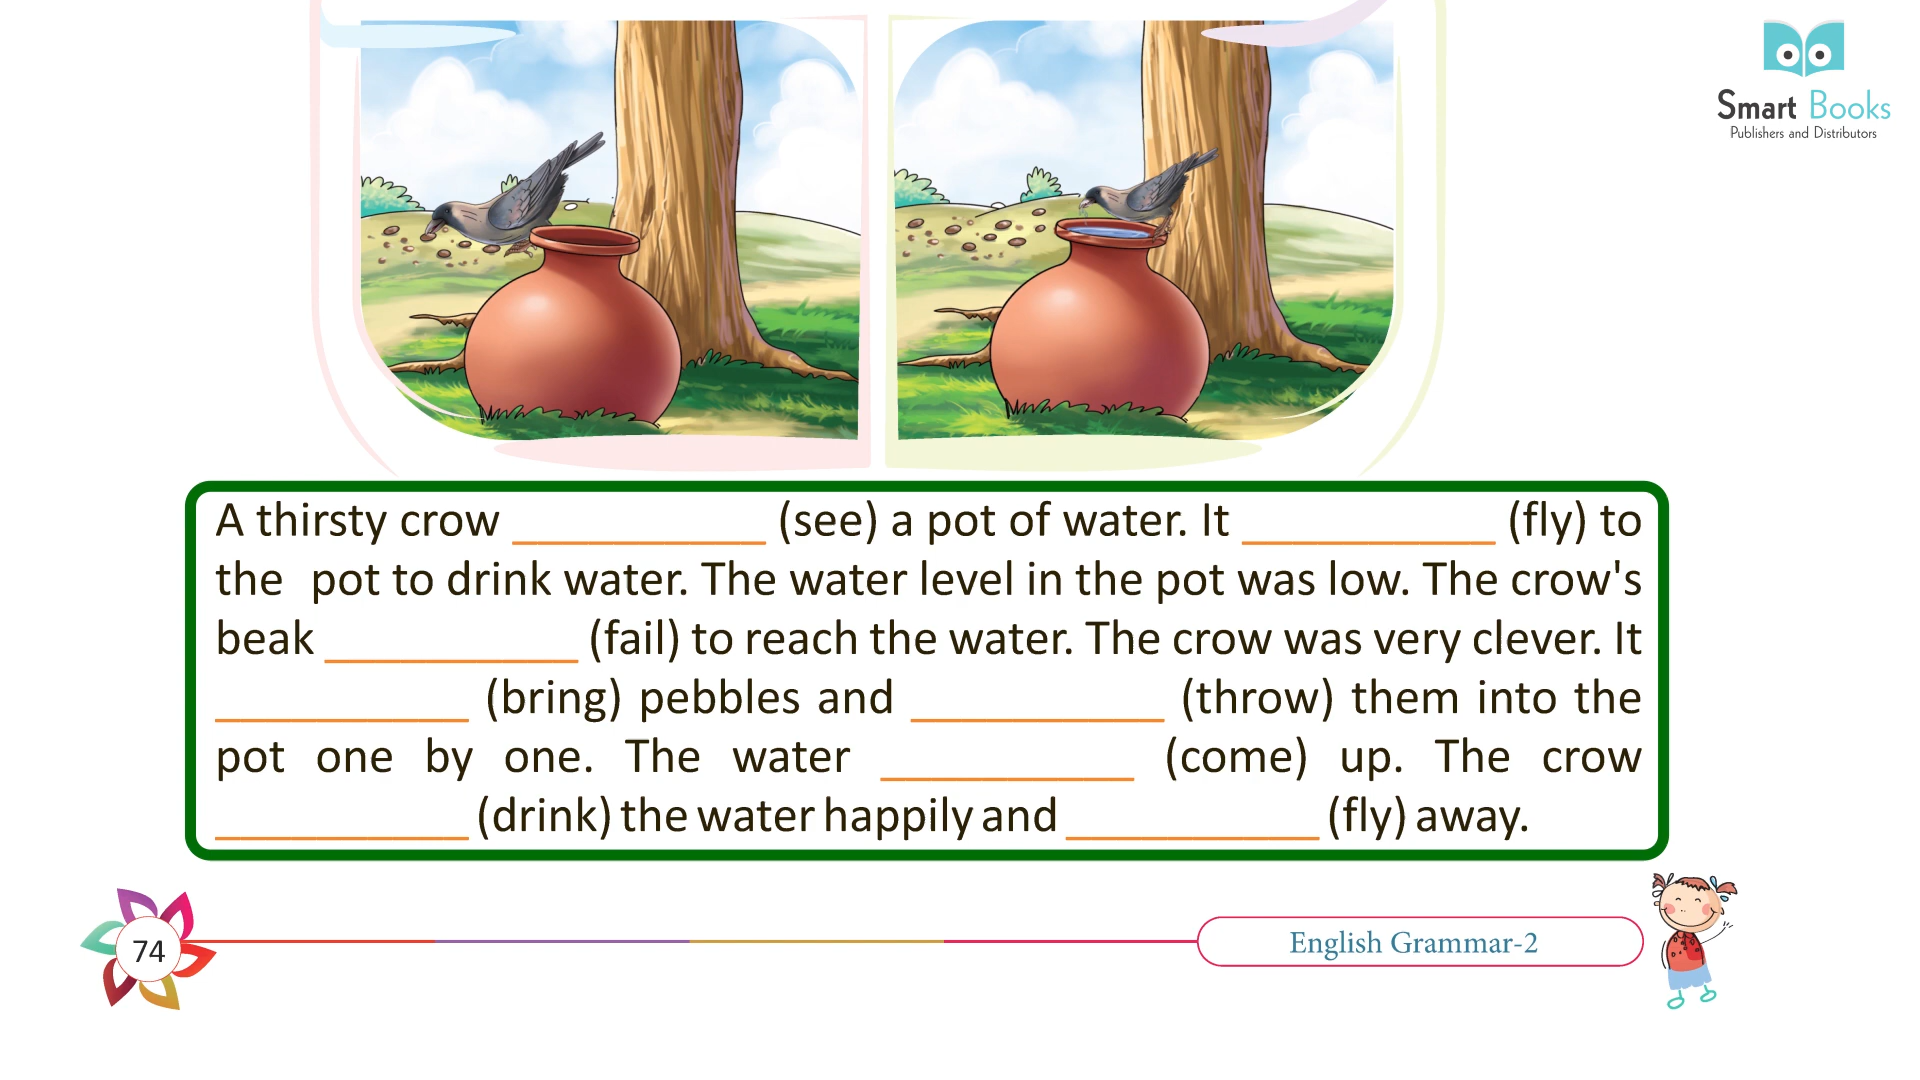 Smart Books
Publishers and Distributors
A thirsty crow __________ (see) a pot of water. It __________ (fly) to
the pot to drink water. The water level in the pot was low. The crow's
beak __________ (fail) to reach the water. The crow was very clever. It
__________ (bring) pebbles and __________ (throw) them into the
pot one by one. The water __________ (come) up. The crow
__________ (drink) the water happily and __________ (fly) away.
74
English Grammar-2